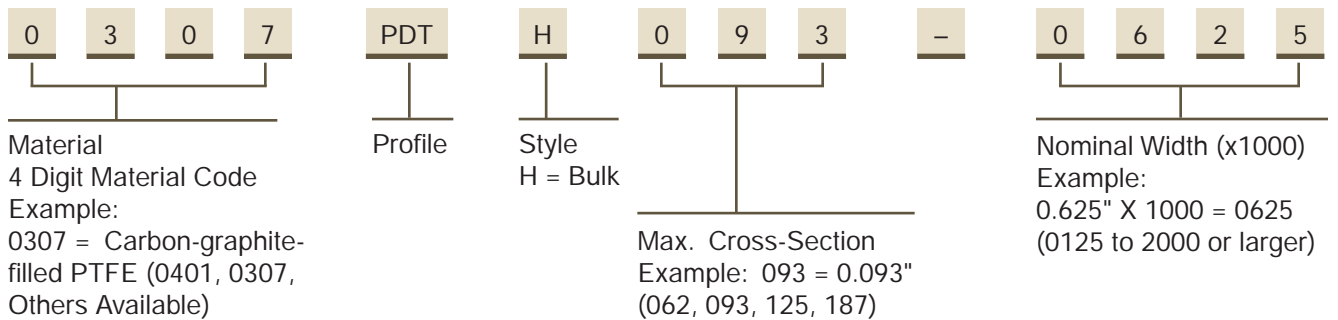 0 3 0 7 PDT H 0 9 3 – 0 6 2 5
Material
4 Digit Material Code
Example:
0307 = Carbon-graphite-
filled PTFE (0401, 0307,
Others Available)
Profile
Style
H = Bulk
Max. Cross-Section
Example: 093 = 0.093"
(062, 093, 125, 187)
Nominal Width (x1000)
Example:
0.625" X 1000 = 0625
(0125 to 2000 or larger)